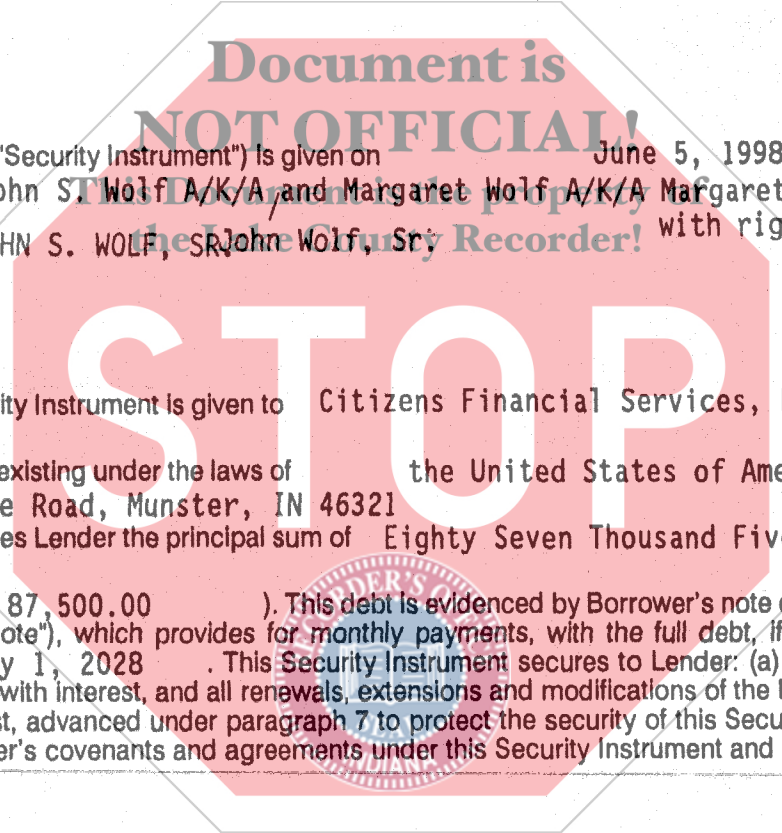 Document is
NOT OFFICIAL!
"Security Instrument") is given on June 5, 1998
ohn S. Wolf A/K/A and Margaret Wolf A/K/A Margaret
This Document is the property of
with rig
HN S. WOLF, SR. John Wolf, Sr.
the Lake County Recorder!
STOP
ity Instrument is given to Citizens Financial Services,
existing under the laws of the United States of Ame
e Road, Munster, IN 46321
es Lender the principal sum of Eighty Seven Thousand Five
87,500.00 ). This debt is evidenced by Borrower's note
ote"), which provides for monthly payments, with the full debt, if
y 1, 2028 . This Security Instrument secures to Lender: (a)
with interest, and all renewals, extensions and modifications of the
st, advanced under paragraph 7 to protect the security of this Secu
er's covenants and agreements under this Security Instrument and
RECORDER'S OFFICE
SEAL
INDIANA